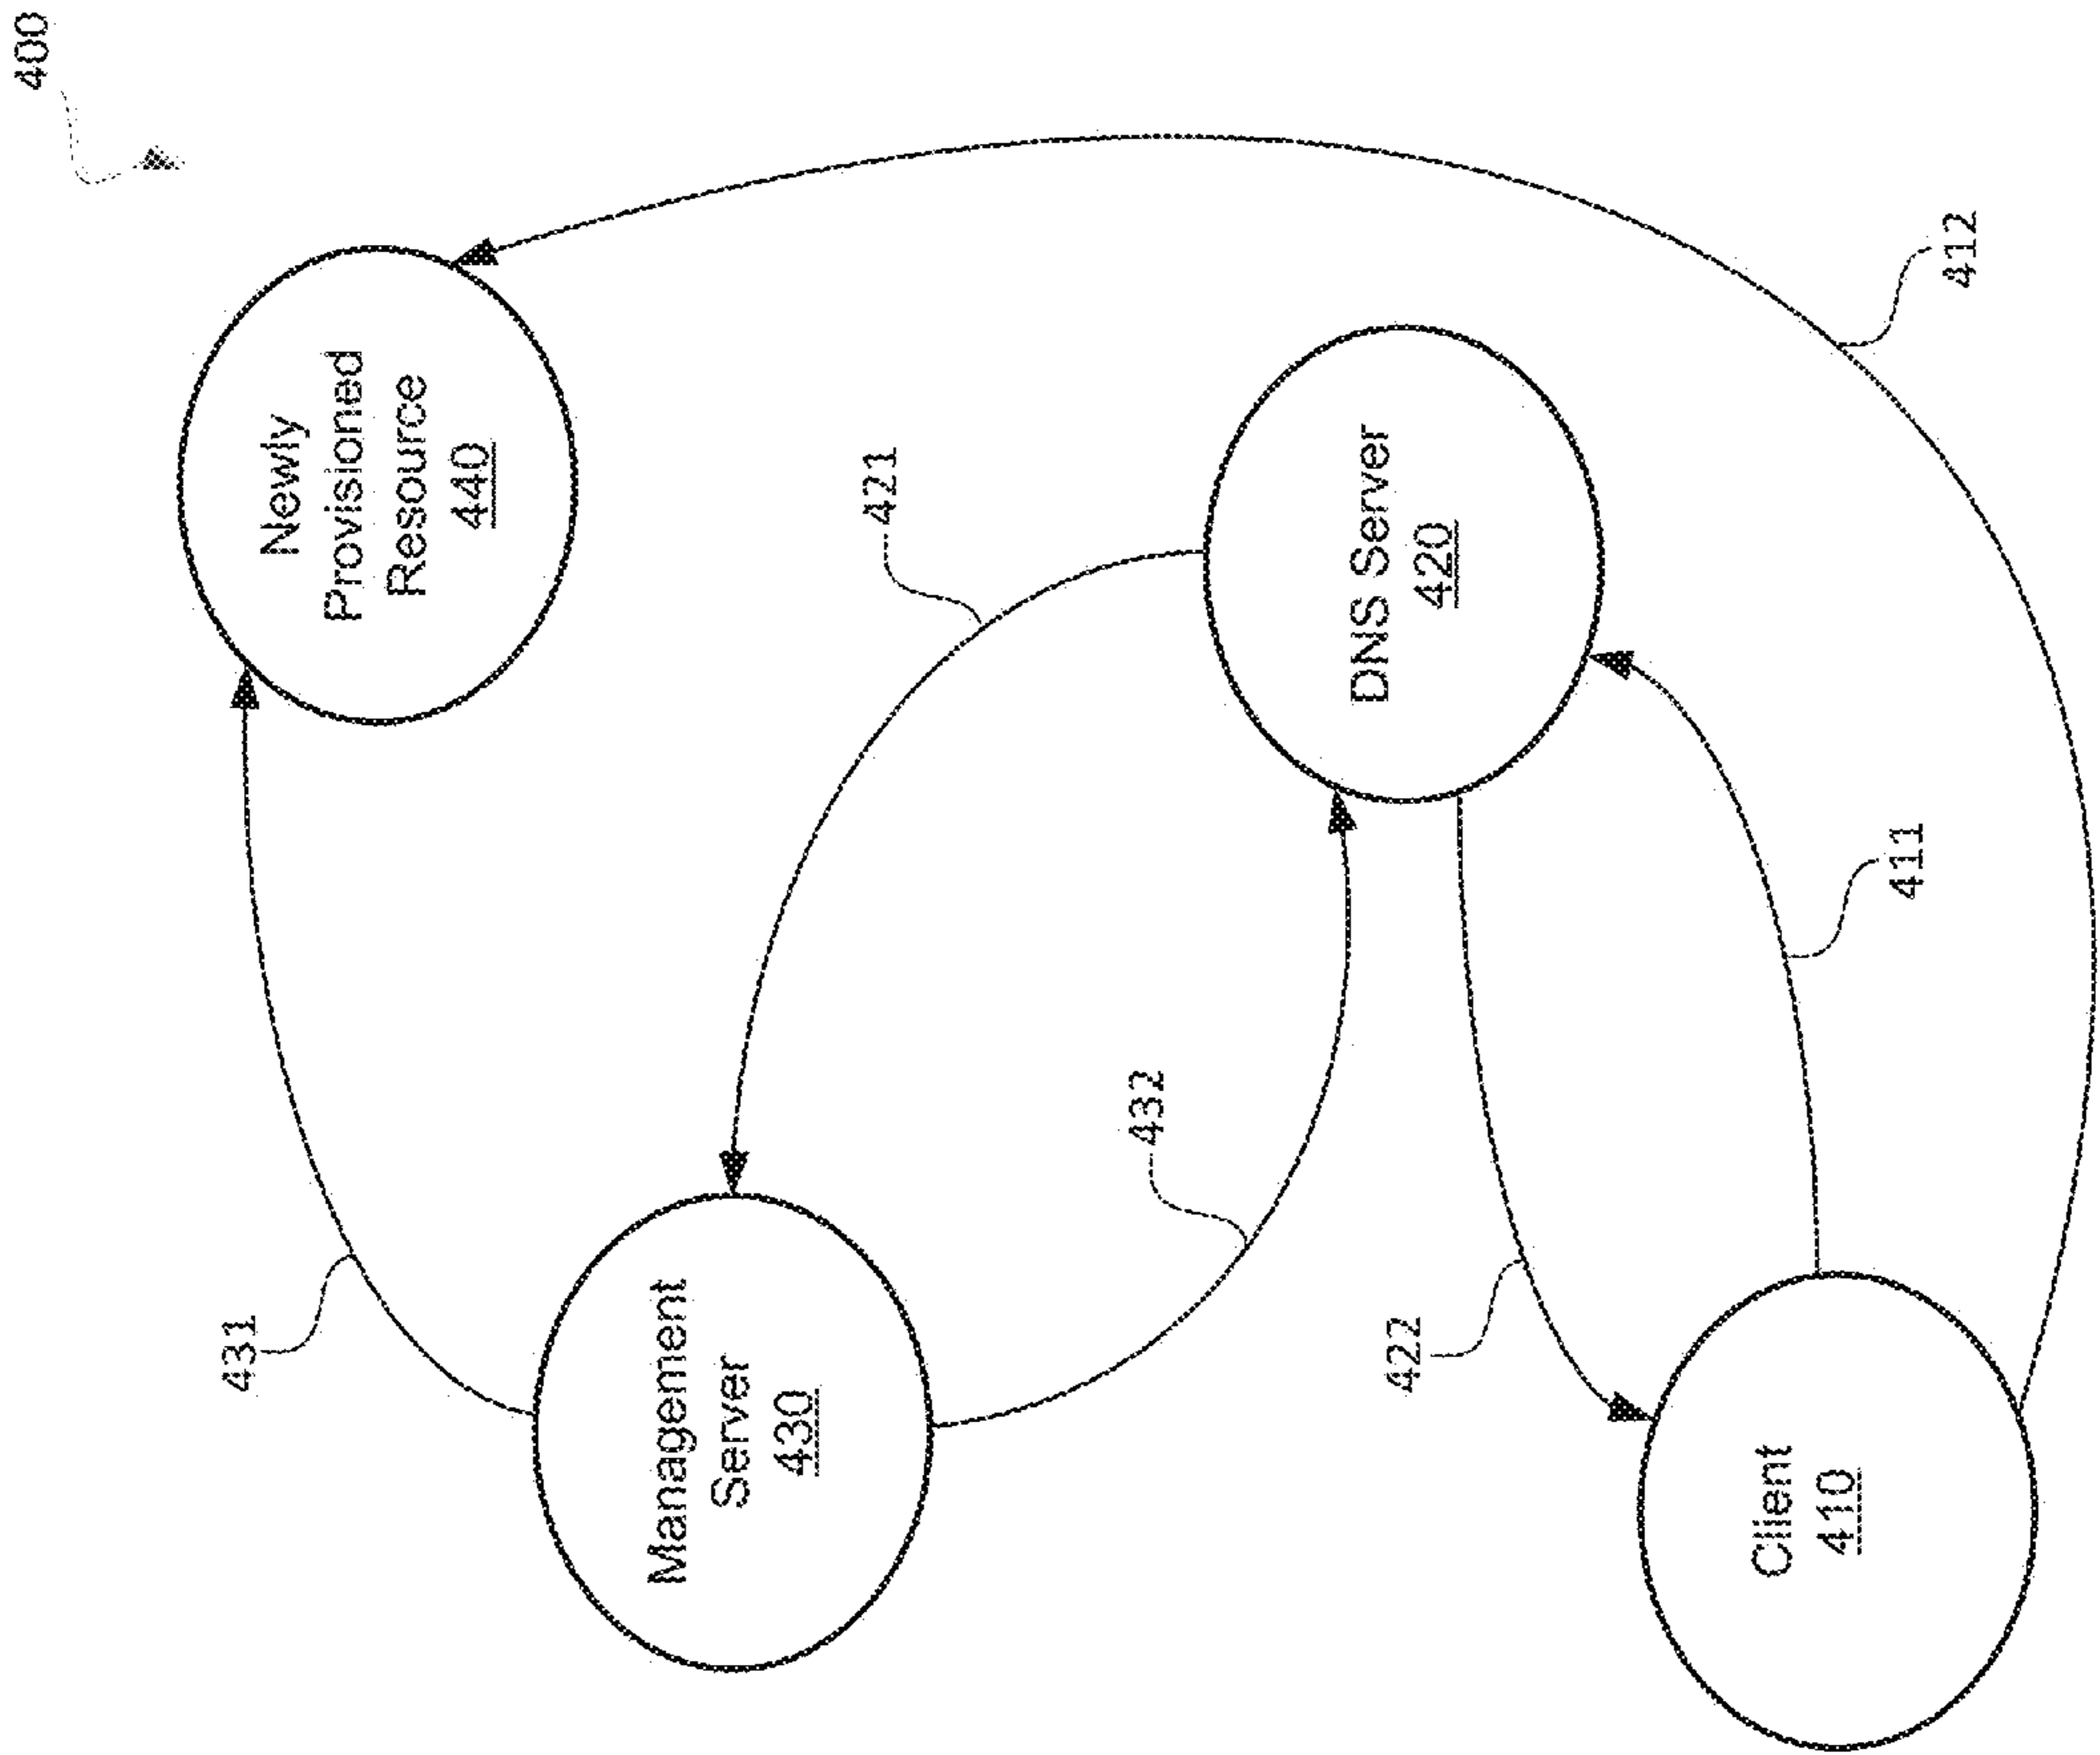 400
Newly
Provisioned
Resource
440
431
421
412
Management
Server
430
432
DNS Server
420
422
411
Client
410